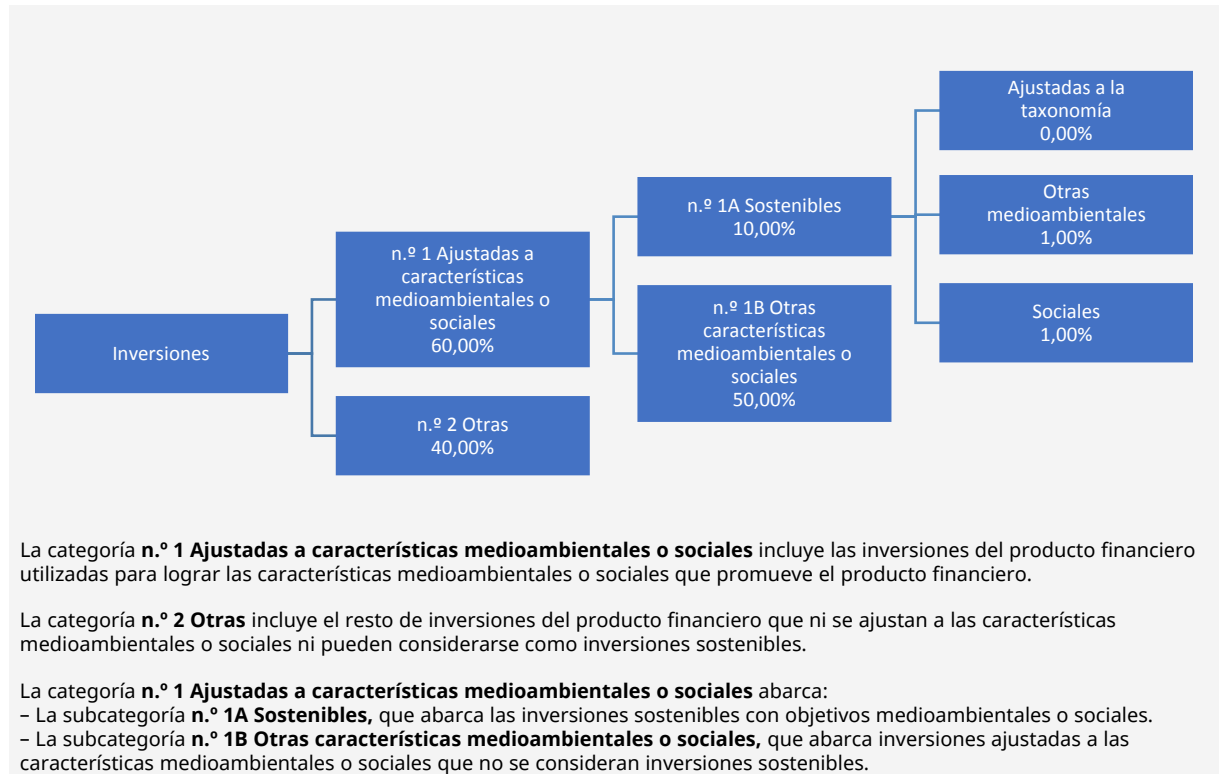 Inversiones
n.º 1 Ajustadas a
características
medioambientales o
sociales
60,00%
n.º 2 Otras
40,00%
n.º 1A Sostenibles
10,00%
n.º 1B Otras
características
medioambientales o
sociales
50,00%
Ajustadas a la
taxonomía
0,00%
Otras
medioambientales
1,00%
Sociales
1,00%
La categoría n.º 1 Ajustadas a características medioambientales o sociales incluye las inversiones del producto financiero
utilizadas para lograr las características medioambientales o sociales que promueve el producto financiero.
La categoría n.º 2 Otras incluye el resto de inversiones del producto financiero que ni se ajustan a las características
medioambientales o sociales ni pueden considerarse como inversiones sostenibles.
La categoría n.º 1 Ajustadas a características medioambientales o sociales abarca:
– La subcategoría n.º 1A Sostenibles, que abarca las inversiones sostenibles con objetivos medioambientales o sociales.
– La subcategoría n.º 1B Otras características medioambientales o sociales, que abarca inversiones ajustadas a las
características medioambientales o sociales que no se consideran inversiones sostenibles.